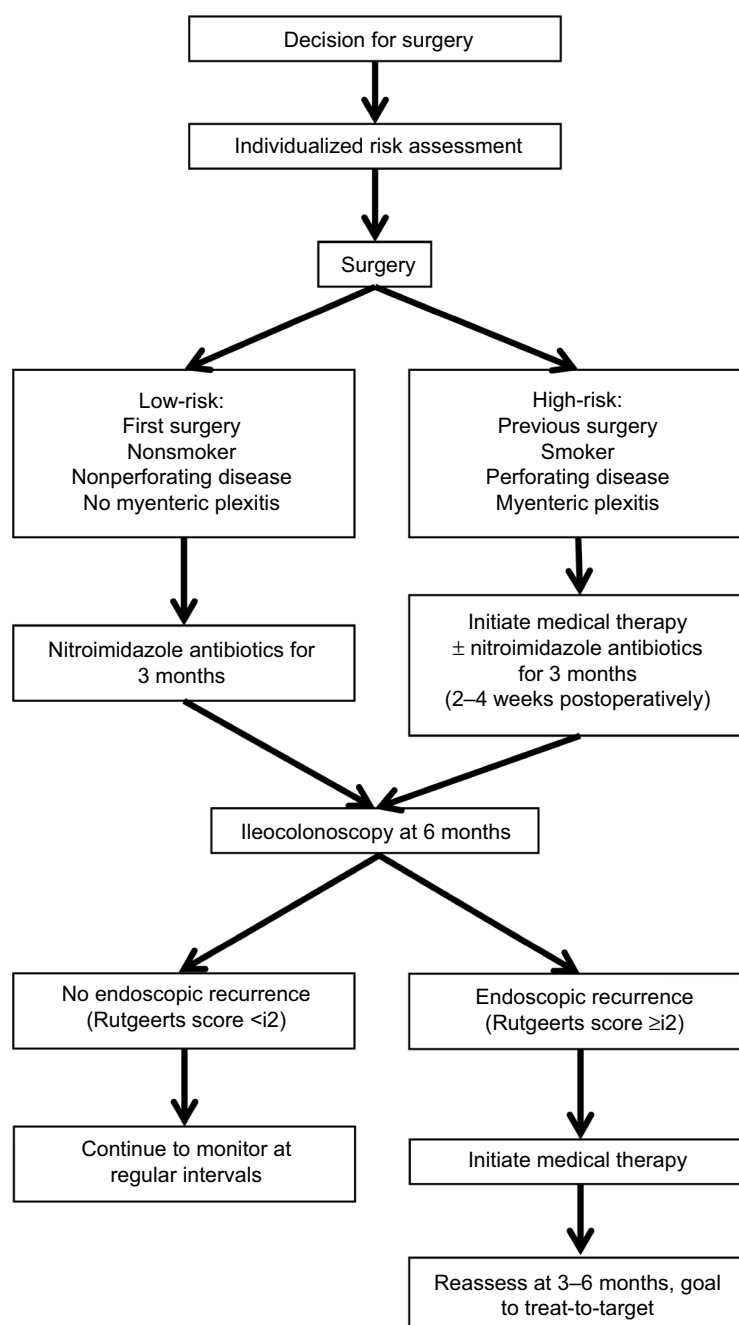 Decision for surgery
Individualized risk assessment
Surgery
Low-risk:
First surgery
Nonsmoker
Nonperforating disease
No myenteric plexitis
High-risk:
Previous surgery
Smoker
Perforating disease
Myenteric plexitis
Nitroimidazole antibiotics for
3 months
Initiate medical therapy
± nitroimidazole antibiotics
for 3 months
(2–4 weeks postoperatively)
Ileocolonoscopy at 6 months
No endoscopic recurrence
(Rutgeerts score <i2)
Endoscopic recurrence
(Rutgeerts score ≥i2)
Continue to monitor at
regular intervals
Initiate medical therapy
Reassess at 3–6 months, goal
to treat-to-target